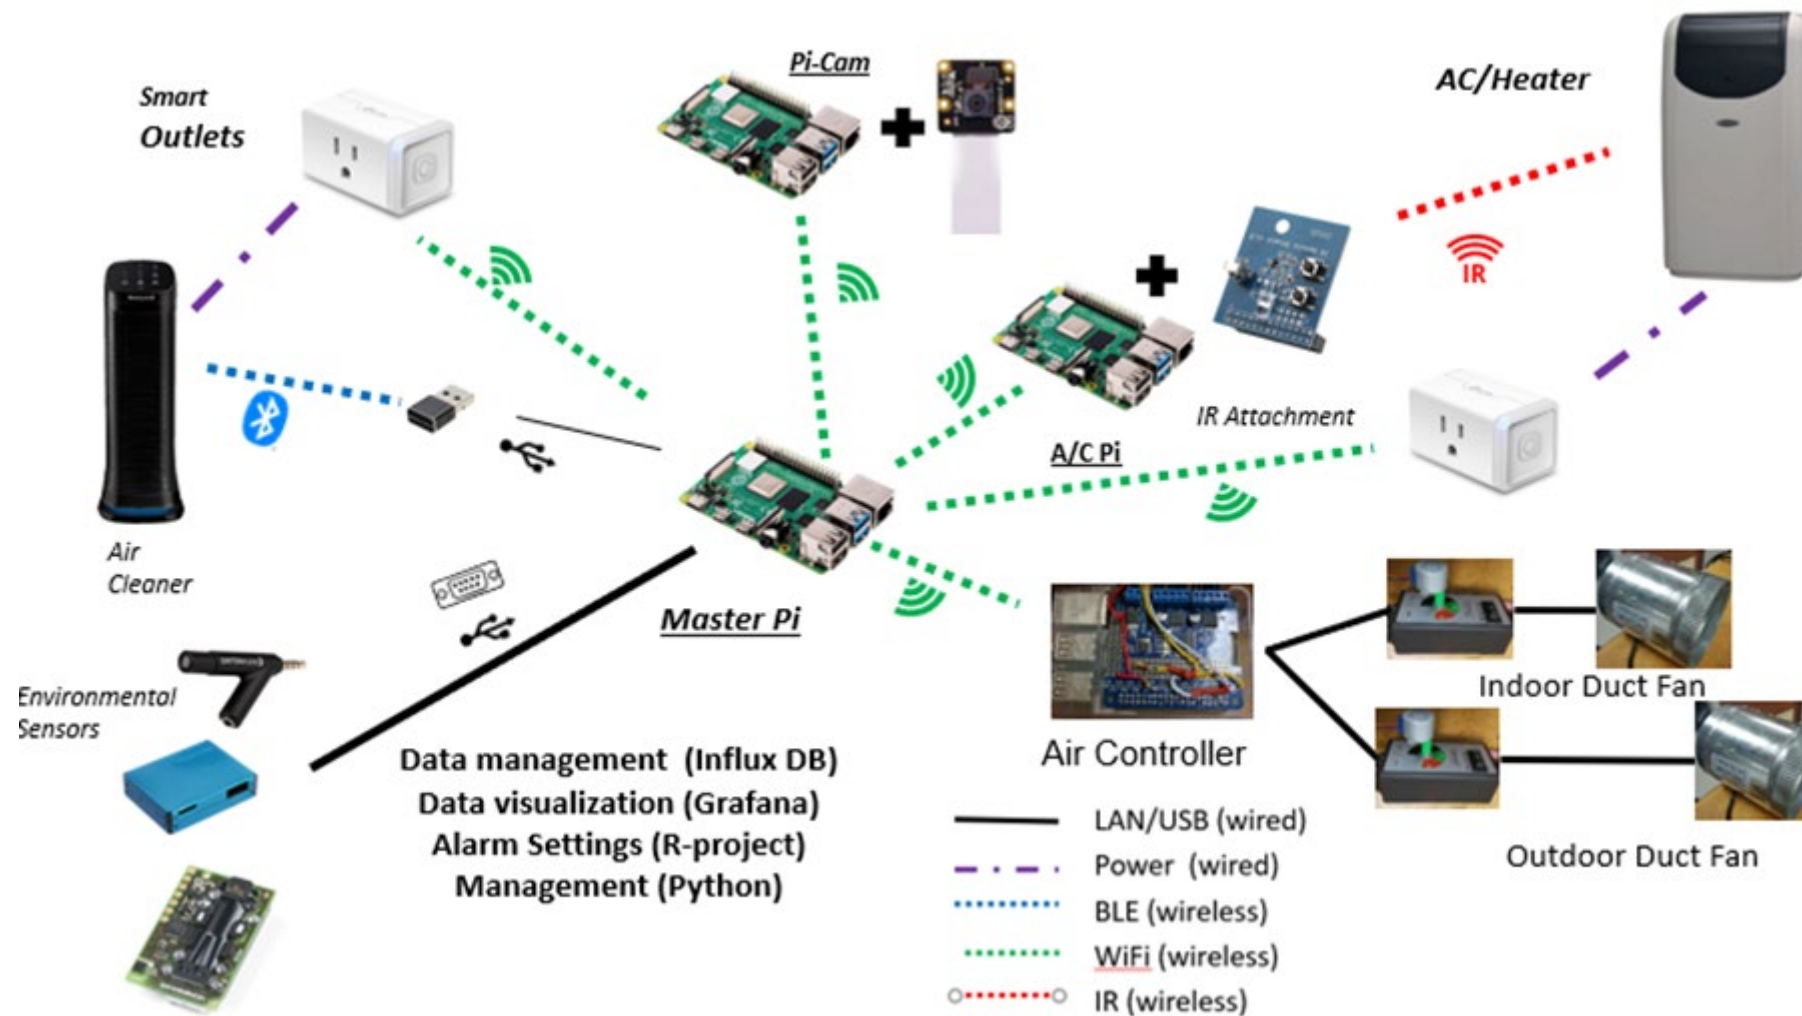 Pi-Cam
Smart
Outlets
AC/Heater
IR
IR Attachment
A/C Pi
Air
Cleaner
Master Pi
Environmental
Sensors
Indoor Duct Fan
Air Controller
Outdoor Duct Fan
Data management  (Influx DB)
Data visualization (Grafana)
Alarm Settings (R-project)
Management (Python)
LAN/USB (wired)
Power  (wired)
BLE (wireless)
WiFi (wireless)
IR (wireless)